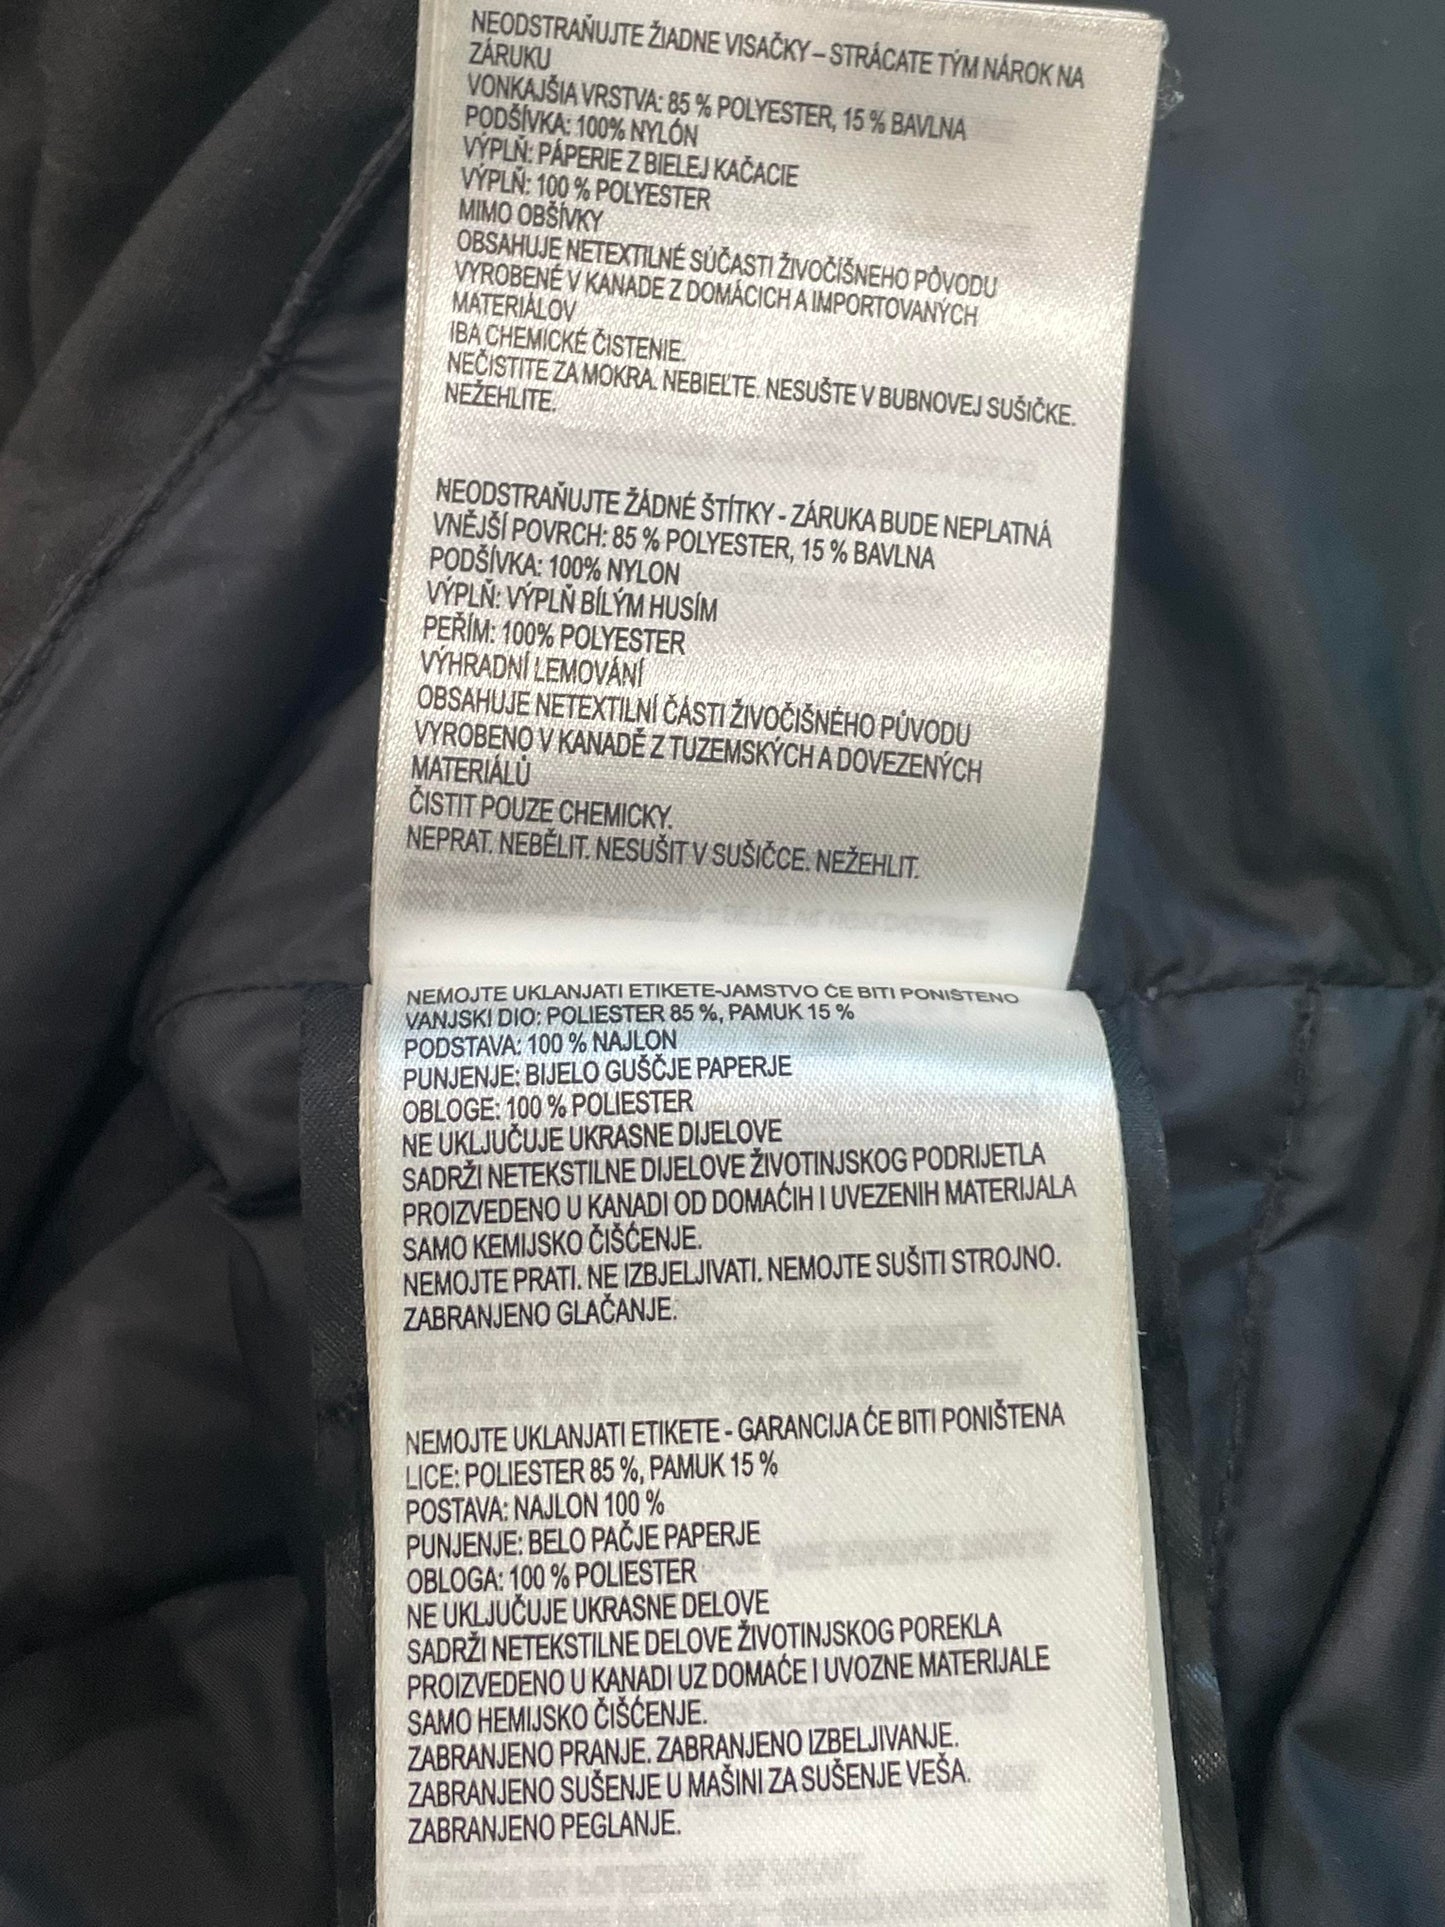 NEODSTRAŇUJTE ŽIADNE VISAČKY – STRÁCATE TÝM NÁROK NA
ZÁRUKU
VONKAJŠIA VRSTVA: 85 % POLYESTER, 15 % BAVLNA
PODŠÍVKA: 100% NYLÓN
VÝPLŇ: PÁPERIE Z BIELEJ KAČACIE
VÝPLŇ: 100 % POLYESTER
MIMO OBŠÍVKY
OBSAHUJE NETEXTILNÉ SÚČASTI ŽIVOČÍŠNEHO PÔVODU
VYROBENÉ V KANADE Z DOMÁCICH A IMPORTOVANÝCH
MATERIÁLOV
IBA CHEMICKÉ ČISTENIE.
NEČISTITE ZA MOKRA. NEBIEĽTE. NESUŠTE V BUBNOVEJ SUŠIČKE.
NEŽEHLITE.
NEODSTRAŇUJTE ŽÁDNÉ ŠTÍTKY - ZÁRUKA BUDE NEPLATNÁ
VNĚJŠÍ POVRCH: 85 % POLYESTER, 15 % BAVLNA
PODŠÍVKA: 100% NYLON
VÝPLŇ: VÝPLŇ BÍLÝM HUSÍM
PEŘÍM: 100% POLYESTER
VÝHRADNÍ LEMOVÁNÍ
OBSAHUJE NETEXTILNÍ ČÁSTI ŽIVOČIŠNÉHO PŮVODU
VYROBENO V KANADĚ Z TUZEMSKÝCH A DOVEZENÝCH
MATERIÁLŮ
ČISTIT POUZE CHEMICKY.
NEPRAT. NEBĚLIT. NESUŠIT V SUŠIČCE. NEŽEHLIT.
NEMOJTE UKLANJATI ETIKETE-JAMSTVO ĆE BITI PONIŠTENO
VANJSKI DIO: POLIESTER 85 %, PAMUK 15 %
PODSTAVA: 100 % NAJLON
PUNJENJE: BIJELO GUŠČJE PAPERJE
OBLOGE: 100 % POLIESTER
NE UKLJUČUJE UKRASNE DIJELOVE
SADRŽI NETEKSTILNE DIJELOVE ŽIVOTINJSKOG PODRIJETLA
PROIZVEDENO U KANADI OD DOMAĆIH I UVEZENIH MATERIJALA
SAMO KEMIJSKO ČIŠĆENJE.
NEMOJTE PRATI. NE IZBJELJIVATI. NEMOJTE SUŠITI STROJNO.
ZABRANJENO GLAČANJE.
NEMOJTE UKLANJATI ETIKETE - GARANCIJA ĆE BITI PONIŠTENA
LICE: POLIESTER 85 %, PAMUK 15 %
POSTAVA: NAJLON 100 %
PUNJENJE: BELO PAČJE PAPERJE
OBLOGA: 100 % POLIESTER
NE UKLJUČUJE UKRASNE DELOVE
SADRŽI NETEKSTILNE DELOVE ŽIVOTINJSKOG POREKLA
PROIZVEDENO U KANADI UZ DOMAĆE I UVOZNE MATERIJALE
SAMO HEMIJSKO ČIŠĆENJE.
ZABRANJENO PRANJE. ZABRANJENO IZBELJIVANJE.
ZABRANJENO SUŠENJE U MAŠINI ZA SUŠENJE VEŠA.
ZABRANJENO PEGLANJE.